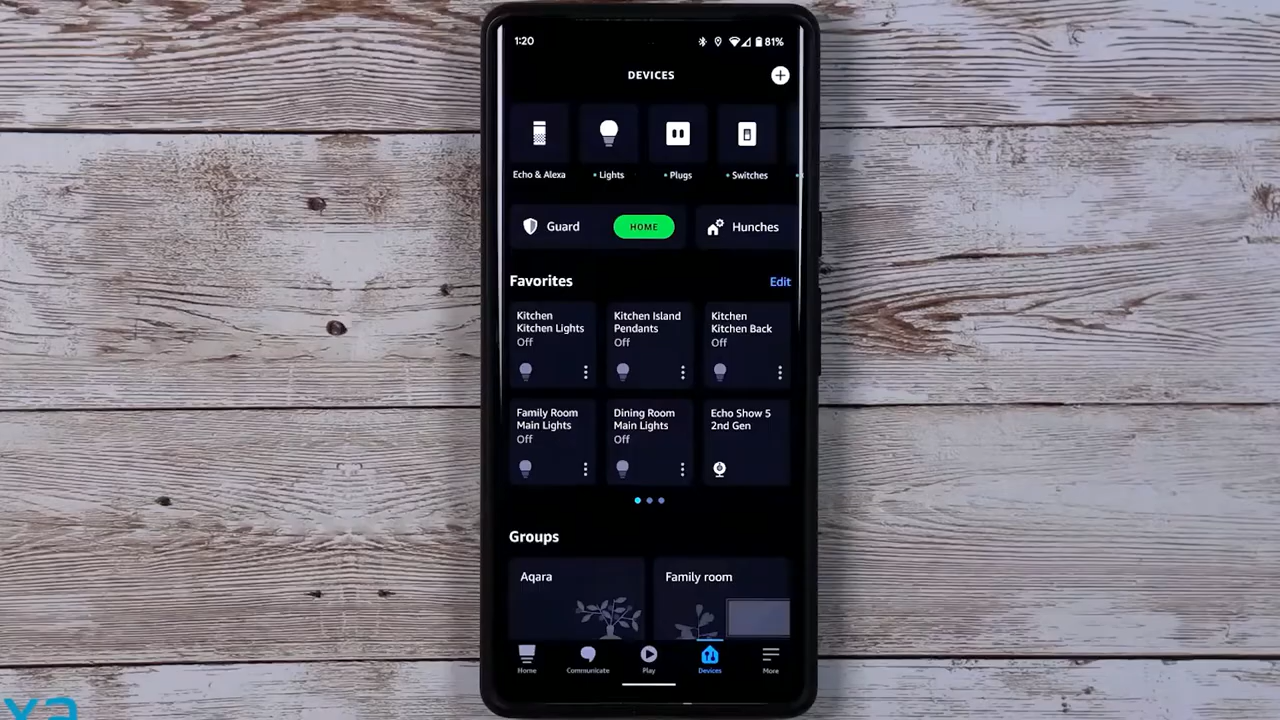 1:20
81%
DEVICES
Echo & Alexa
Lights
Plugs
Switches
Guard
HOME
Hunches
Favorites
Edit
Kitchen
Kitchen Lights
Off
Kitchen Island
Pendants
Off
Kitchen
Kitchen Back
Off
Family Room
Main Lights
Off
Dining Room
Main Lights
Off
Echo Show 5
2nd Gen
Groups
Aqara
Family room
Home
Communicate
Play
Devices
More